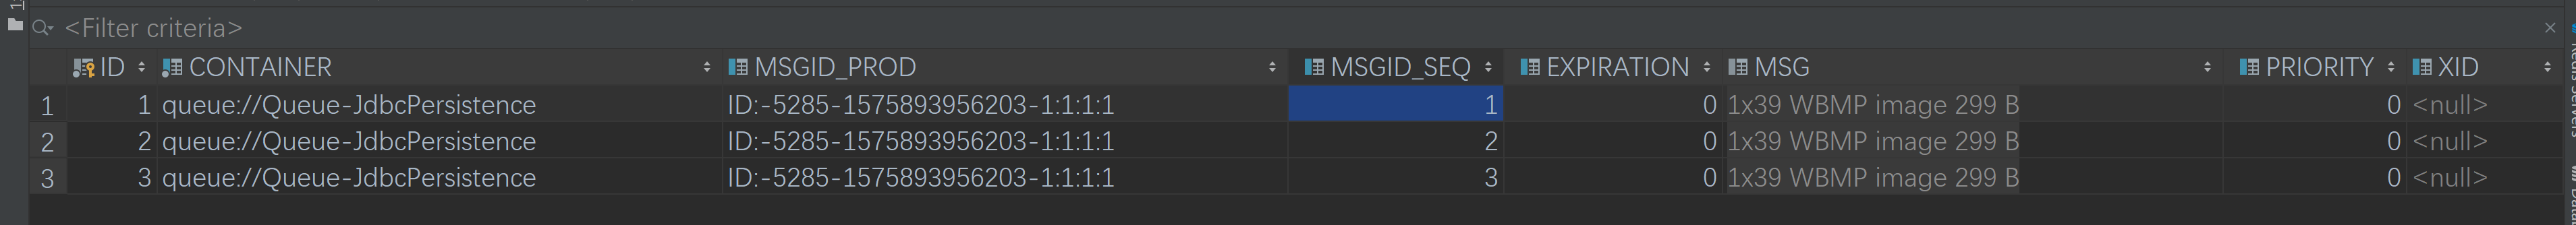 <Filter criteria>
ID CONTAINER MSGID_PROD MSGID_SEQ EXPIRATION MSG PRIORITY XID
1 1 queue://Queue-JdbcPersistence ID:-5285-1575893956203-1:1:1:1 1 0 1x39 WBMP image 299 B 0 <null>
2 2 queue://Queue-JdbcPersistence ID:-5285-1575893956203-1:1:1:1 2 0 1x39 WBMP image 299 B 0 <null>
3 3 queue://Queue-JdbcPersistence ID:-5285-1575893956203-1:1:1:1 3 0 1x39 WBMP image 299 B 0 <null>